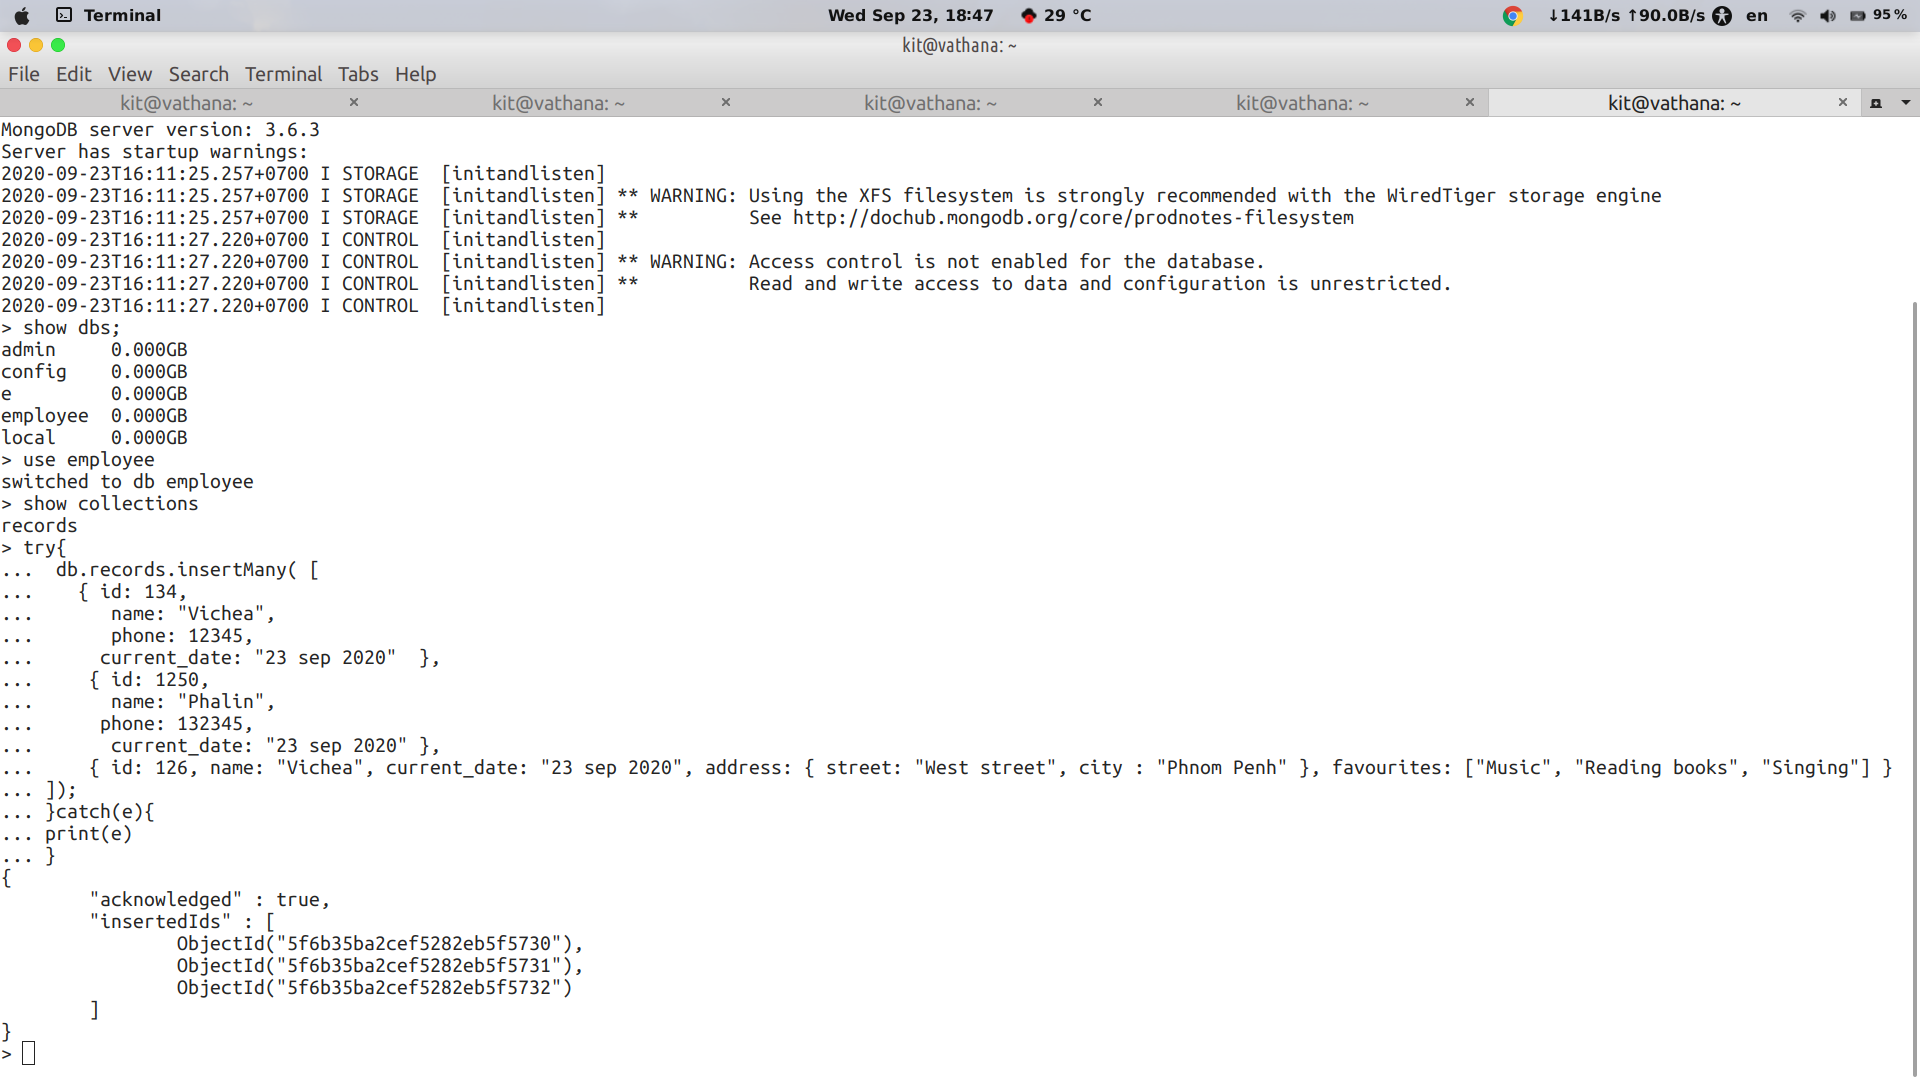 Terminal
Wed Sep 23, 18:47
29 °C
↓141B/s ↑90.0B/s
en
95 %
kit@vathana: ~
File Edit View Search Terminal Tabs Help
kit@vathana: ~ × kit@vathana: ~ × kit@vathana: ~ × kit@vathana: ~ × kit@vathana: ~ ×
MongoDB server version: 3.6.3
Server has startup warnings:
2020-09-23T16:11:25.257+0700 I STORAGE  [initandlisten]
2020-09-23T16:11:25.257+0700 I STORAGE  [initandlisten] ** WARNING: Using the XFS filesystem is strongly recommended with the WiredTiger storage engine
2020-09-23T16:11:25.257+0700 I STORAGE  [initandlisten] **          See http://dochub.mongodb.org/core/prodnotes-filesystem
2020-09-23T16:11:27.220+0700 I CONTROL  [initandlisten]
2020-09-23T16:11:27.220+0700 I CONTROL  [initandlisten] ** WARNING: Access control is not enabled for the database.
2020-09-23T16:11:27.220+0700 I CONTROL  [initandlisten] **          Read and write access to data and configuration is unrestricted.
2020-09-23T16:11:27.220+0700 I CONTROL  [initandlisten]
> show dbs;
admin     0.000GB
config    0.000GB
e         0.000GB
employee  0.000GB
local     0.000GB
> use employee
switched to db employee
> show collections
records
> try{
...  db.records.insertMany( [
...    { id: 134,
...       name: "Vichea",
...       phone: 12345,
...      current_date: "23 sep 2020"  },
...     { id: 1250,
...       name: "Phalin",
...      phone: 132345,
...       current_date: "23 sep 2020" },
...     { id: 126, name: "Vichea", current_date: "23 sep 2020", address: { street: "West street", city : "Phnom Penh" }, favourites: ["Music", "Reading books", "Singing"] }
... ]);
... }catch(e){
... print(e)
... }
{
        "acknowledged" : true,
        "insertedIds" : [
                ObjectId("5f6b35ba2cef5282eb5f5730"),
                ObjectId("5f6b35ba2cef5282eb5f5731"),
                ObjectId("5f6b35ba2cef5282eb5f5732")
        ]
}
>